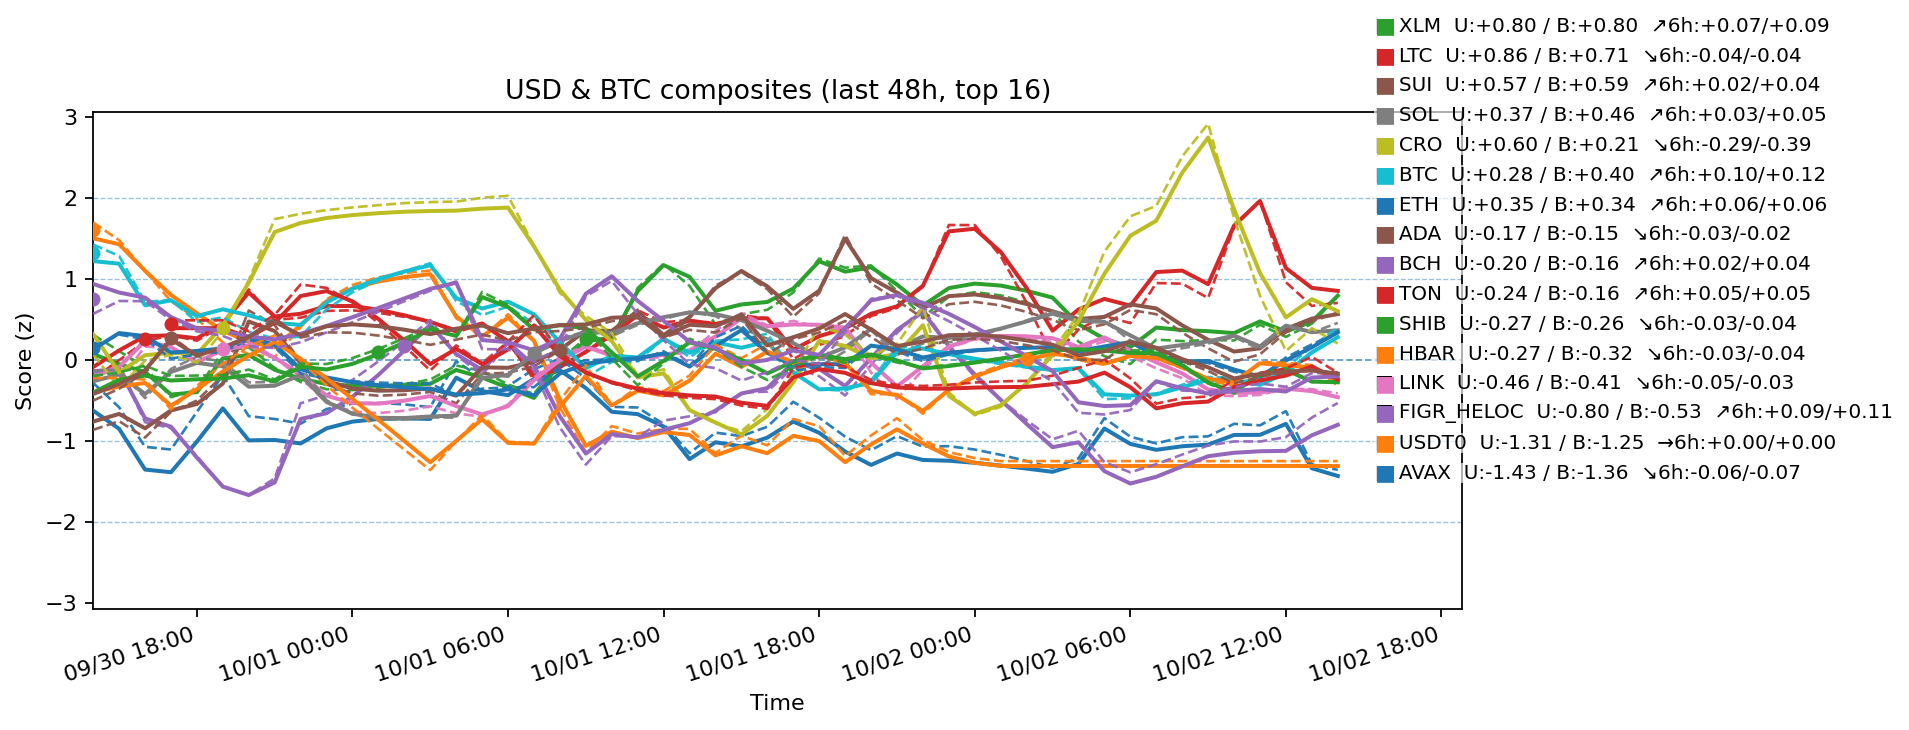 XLM  U:+0.80 / B:+0.80  ↗6h:+0.07/+0.09
LTC  U:+0.86 / B:+0.71  ↘6h:-0.04/-0.04
SUI  U:+0.57 / B:+0.59  ↗6h:+0.02/+0.04
SOL  U:+0.37 / B:+0.46  ↗6h:+0.03/+0.05
CRO  U:+0.60 / B:+0.21  ↘6h:-0.29/-0.39
BTC  U:+0.28 / B:+0.40  ↗6h:+0.10/+0.12
ETH  U:+0.35 / B:+0.34  ↗6h:+0.06/+0.06
ADA  U:-0.17 / B:-0.15  ↘6h:-0.03/-0.02
BCH  U:-0.20 / B:-0.16  ↗6h:+0.02/+0.04
TON  U:-0.24 / B:-0.16  ↗6h:+0.05/+0.05
SHIB  U:-0.27 / B:-0.26  ↘6h:-0.03/-0.04
HBAR  U:-0.27 / B:-0.32  ↘6h:-0.03/-0.04
LINK  U:-0.46 / B:-0.41  ↘6h:-0.05/-0.03
FIGR_HELOC  U:-0.80 / B:-0.53  ↗6h:+0.09/+0.11
USDT0  U:-1.31 / B:-1.25  →6h:+0.00/+0.00
AVAX  U:-1.43 / B:-1.36  ↘6h:-0.06/-0.07
USD & BTC composites (last 48h, top 16)
Score (z)
3
2
1
0
−1
−2
−3
09/30 18:00
10/01 00:00
10/01 06:00
10/01 12:00
10/01 18:00
10/02 00:00
10/02 06:00
10/02 12:00
10/02 18:00
Time